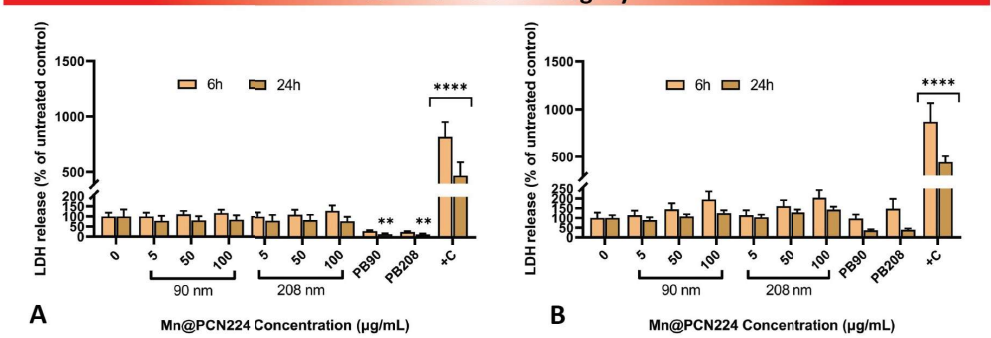 LDH release (% of untreated control)
1500
1000
500
200
150
100
50
0
6h
24h
****
**
**
0
5
50
100
5
50
100
PB90
PB208
+C
90 nm
208 nm
A
Mn@PCN224 Concentration (µg/mL)
LDH release (% of untreated control)
1500
1000
500
250
200
150
100
50
0
6h
24h
****
0
5
50
100
5
50
100
PB90
PB208
+C
90 nm
208 nm
B
Mn@PCN224 Concentration (µg/mL)